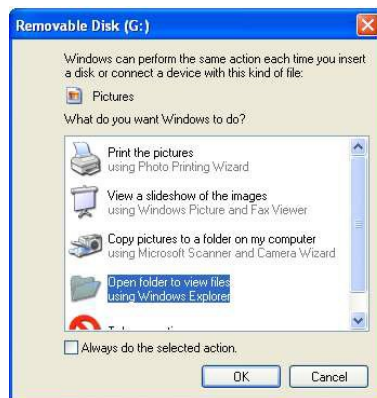 Removable Disk (G:)
Windows can perform the same action each time you insert
a disk or connect a device with this kind of file:
Pictures
What do you want Windows to do?
Print the pictures
using Photo Printing Wizard
View a slideshow of the images
using Windows Picture and Fax Viewer
Copy pictures to a folder on my computer
using Microsoft Scanner and Camera Wizard
Open folder to view files
using Windows Explorer
Always do the selected action.
OK
Cancel